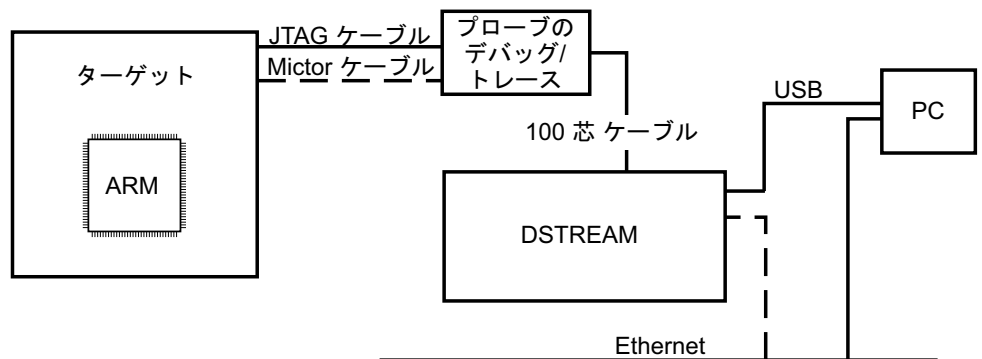 ターゲット
ARM
JTAG ケーブル
Mictor ケーブル
プローブの
デバッグ/
トレース
100 芯 ケーブル
DSTREAM
USB
PC
Ethernet